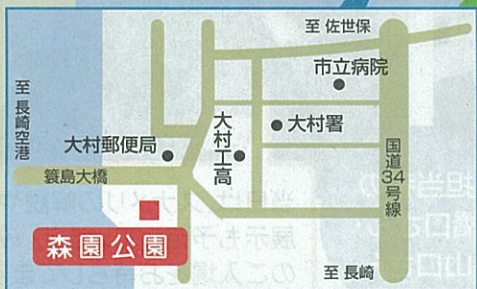 至 佐世保
市立病院
至 長崎空港
大村署
大村郵便局
大村工高
国道34号線
簑島大橋
森園公園
至 長崎